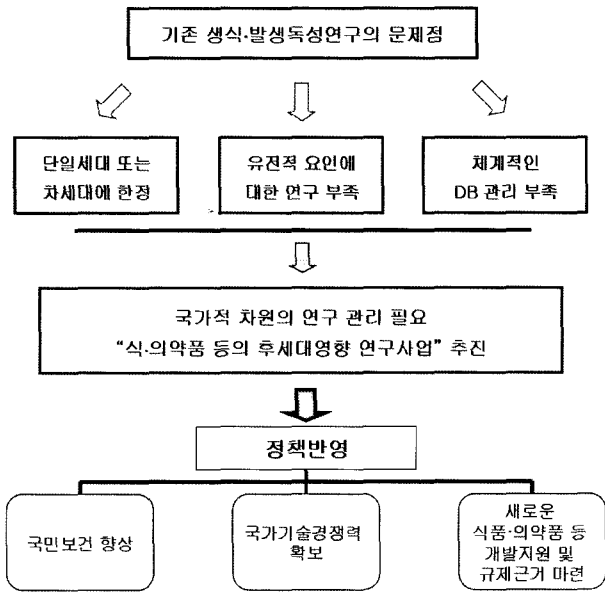 기존 생식·발생독성연구의 문제점
단일세대 또는
차세대에 한정
유전적 요인에
대한 연구 부족
체계적인
DB 관리 부족
국가적 차원의 연구 관리 필요
“식·의약품 등의 후세대영향 연구사업” 추진
정책반영
국민보건 향상
국가기술경쟁력
확보
새로운
식품·의약품 등
개발지원 및
규제근거 마련